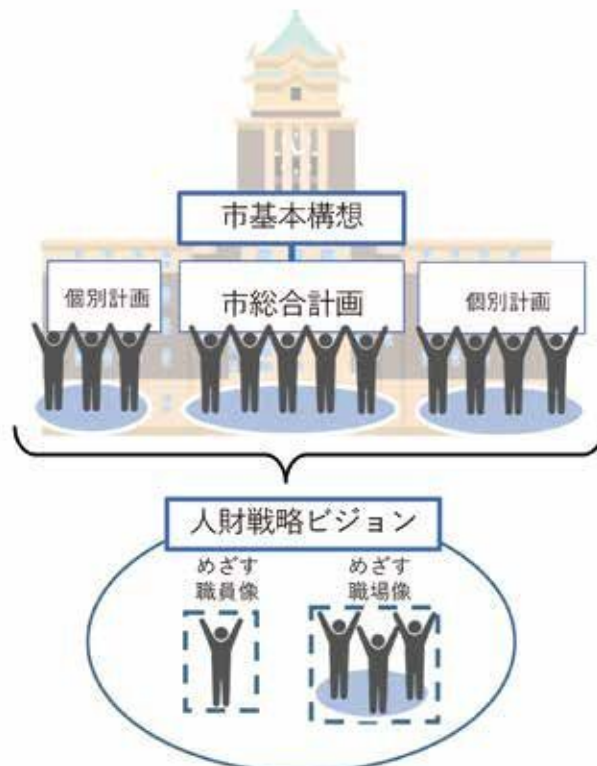 市基本構想
個別計画
市総合計画
個別計画
人財戦略ビジョン
めざす
職員像
めざす
職場像